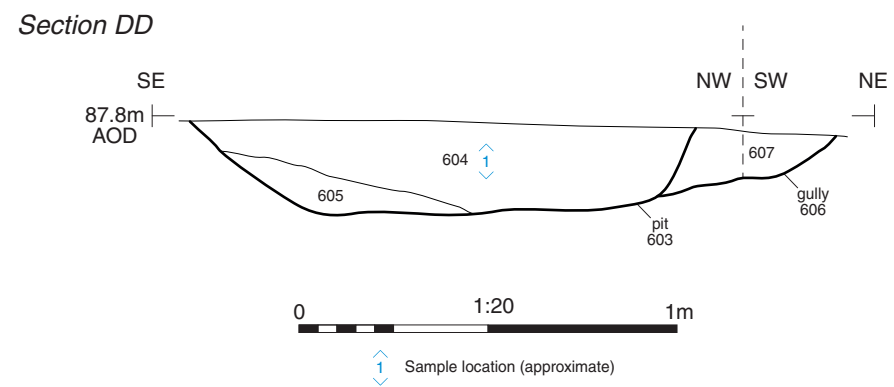 Section DD
SE
NW
SW
NE
87.8m
AOD
604
1
607
605
gully
606
pit
603
0
1:20
1m
1
Sample location (approximate)